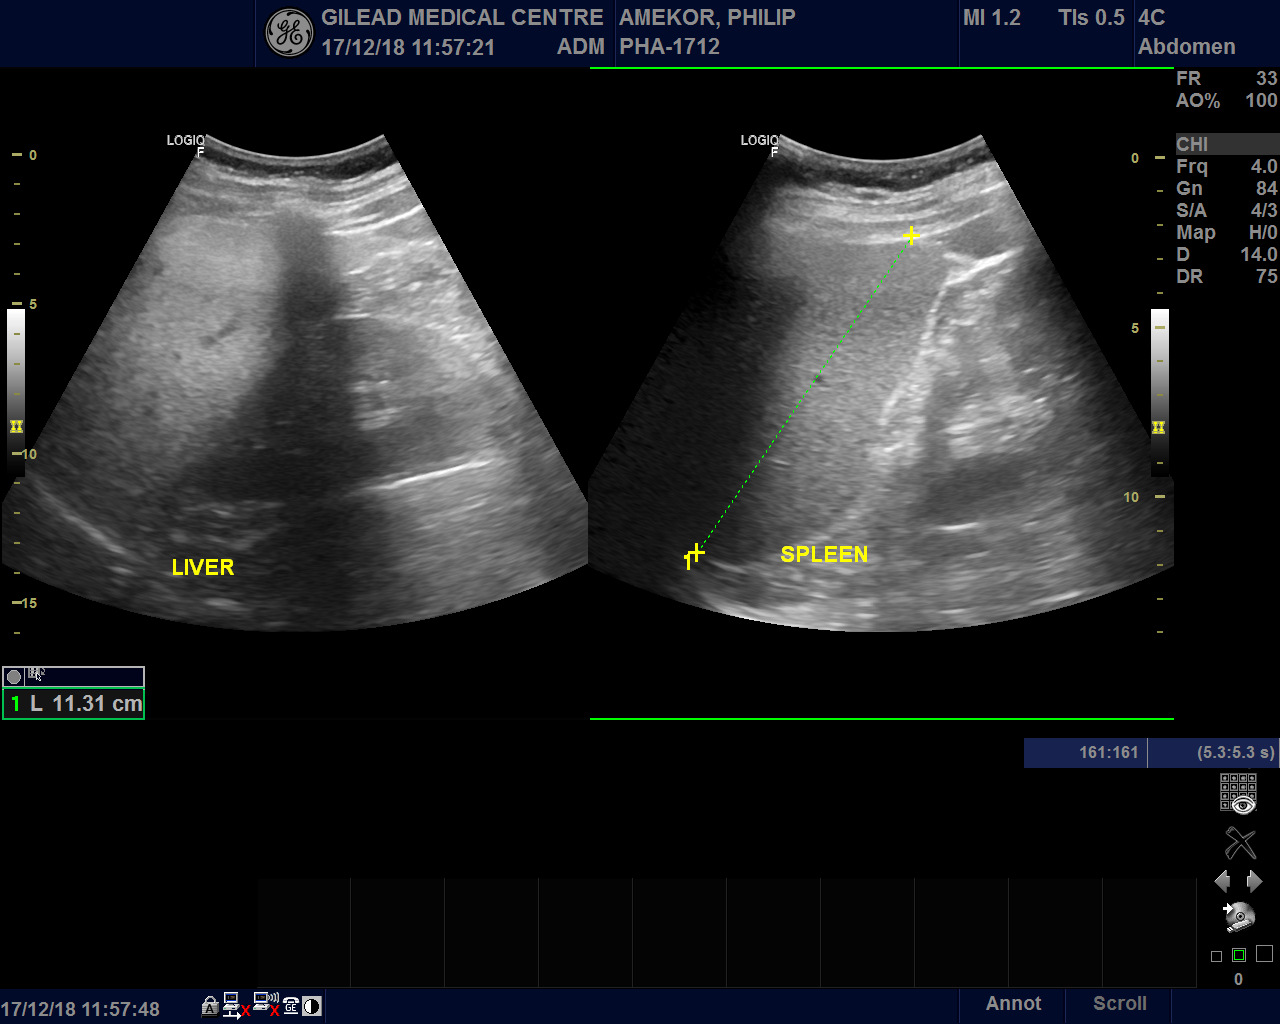 GILEAD MEDICAL CENTRE
17/12/18 11:57:21 ADM
AMEKOR, PHILIP
PHA-1712
MI 1.2 TIs 0.5
4C
Abdomen
FR 33
AO% 100
CHI
Frq 4.0
Gn 84
S/A 4/3
Map H/0
D 14.0
DR 75
LOGIQ
F
0
5
10
15
LIVER
LOGIQ
F
0
5
10
SPLEEN
1
1 L 11.31 cm
161:161 (5.3:5.3 s)
0
17/12/18 11:57:48
A
X
X
GE
Annot
Scroll